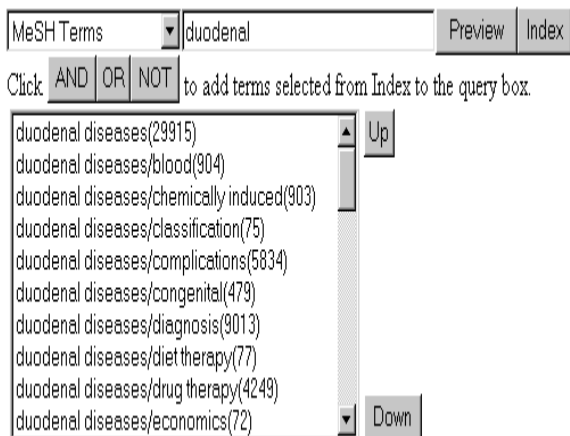 MeSH Terms duodenal Preview Index
Click AND OR NOT to add terms selected from Index to the query box.
duodenal diseases(29915) Up
duodenal diseases/blood(904)
duodenal diseases/chemically induced(903)
duodenal diseases/classification(75)
duodenal diseases/complications(5834)
duodenal diseases/congenital(479)
duodenal diseases/diagnosis(9013)
duodenal diseases/diet therapy(77)
duodenal diseases/drug therapy(4249)
duodenal diseases/economics(72) Down